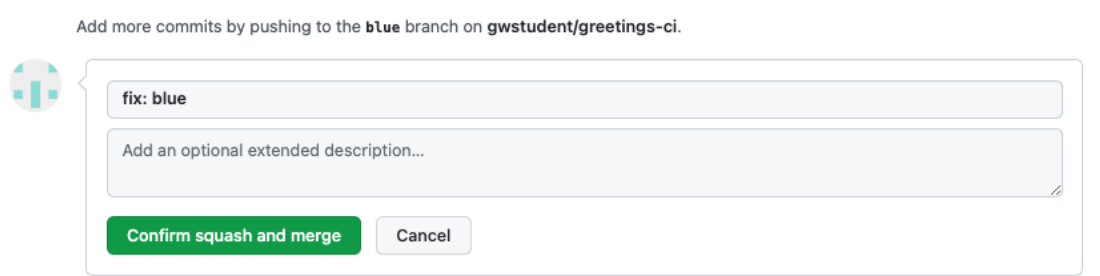 Add more commits by pushing to the blue branch on gwstudent/greetings-ci.
fix: blue
Add an optional extended description...
Confirm squash and merge
Cancel